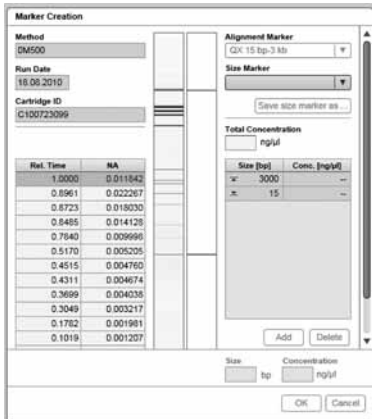 Marker Creation
Method
DM500
Run Date
18.08.2010
Cartridge ID
C100723099
Alignment Marker
QX 15 bp-3 kb
Size Marker
Save size marker as ...
Total Concentration
ng/µl
Rel. Time NA
1.0000 0.011842
0.8961 0.022267
0.8723 0.018030
0.8485 0.014128
0.7840 0.009998
0.5170 0.005205
0.4515 0.004760
0.4311 0.004674
0.3699 0.004038
0.3049 0.003217
0.1782 0.001981
0.1019 0.001207
Size [bp] Conc. [ng/µl]
3000 --
15 --
Add Delete
Size Concentration
bp ng/µl
OK Cancel